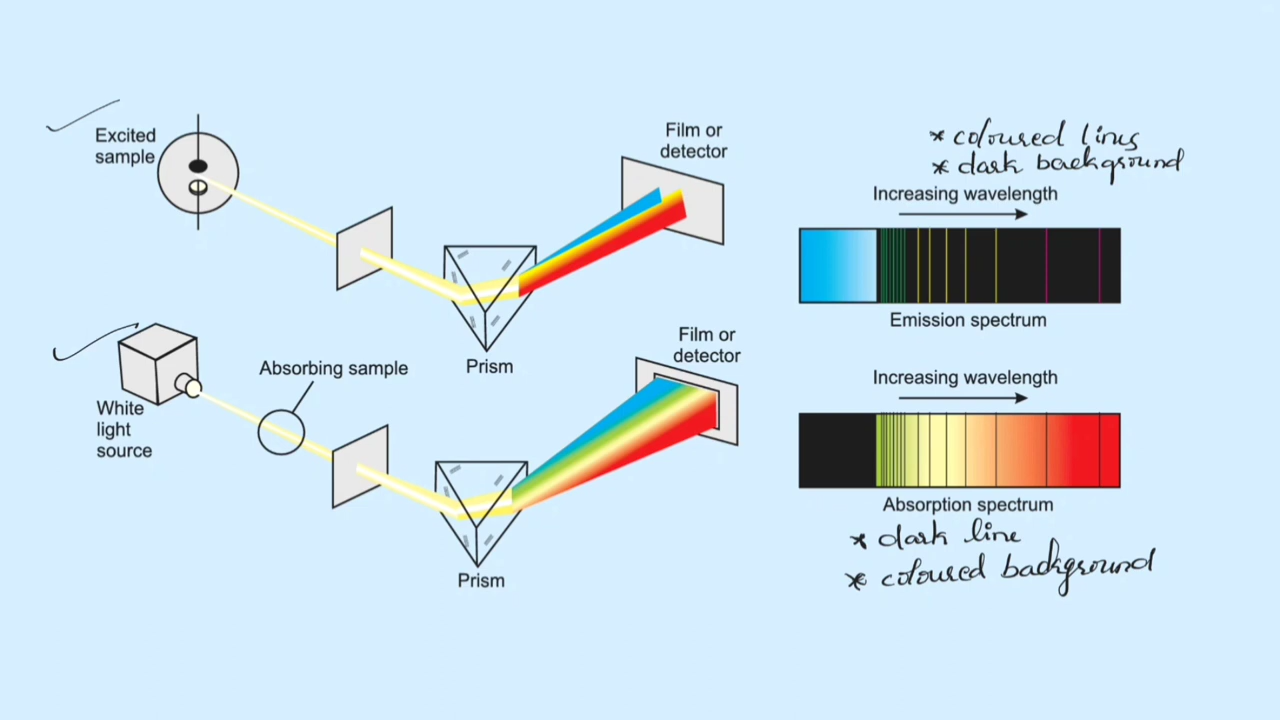 Excited
sample
Film or
detector
Prism
* coloured lines
* dark background
Increasing wavelength
Emission spectrum
White
light
source
Absorbing sample
Film or
detector
Prism
Increasing wavelength
Absorption spectrum
* dark line
* coloured background